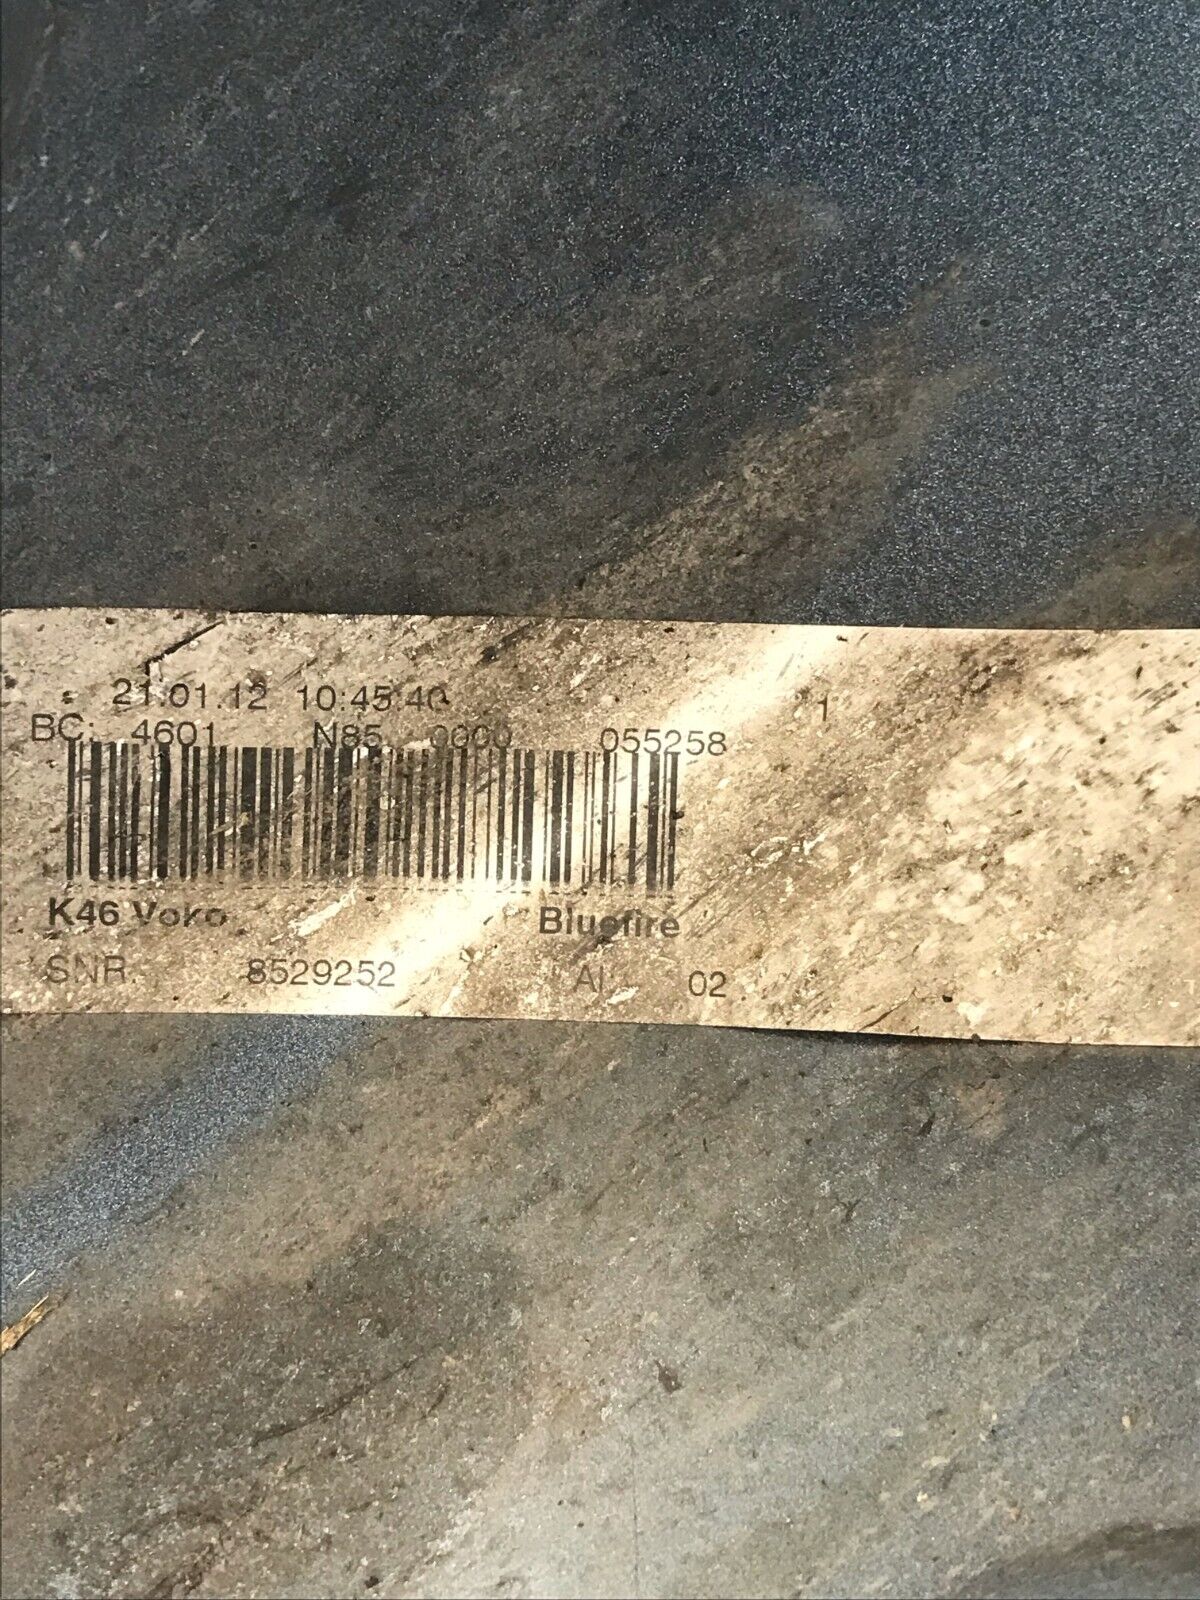 21.01.12 10:45:40 1
BC: 4601 N85 0000 055258
K46 Voko Bluefire
SNR. 8529252 AI 02